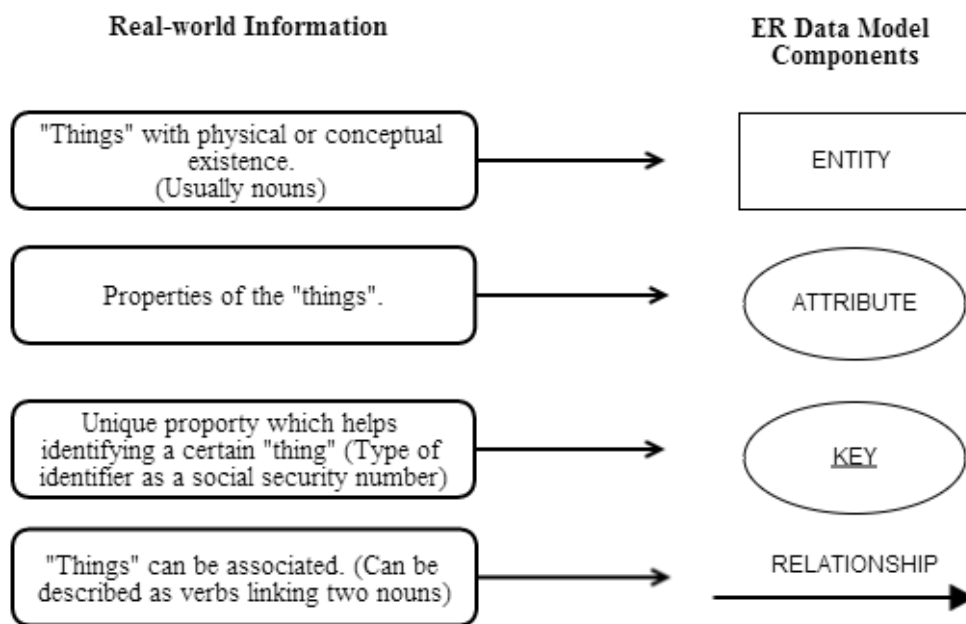 Real-world Information
ER Data Model
Components
"Things" with physical or conceptual
existence.
(Usually nouns)
ENTITY
Properties of the "things".
ATTRIBUTE
Unique proporty which helps
identifying a certain "thing" (Type of
identifier as a social security number)
KEY
"Things" can be associated. (Can be
described as verbs linking two nouns)
RELATIONSHIP